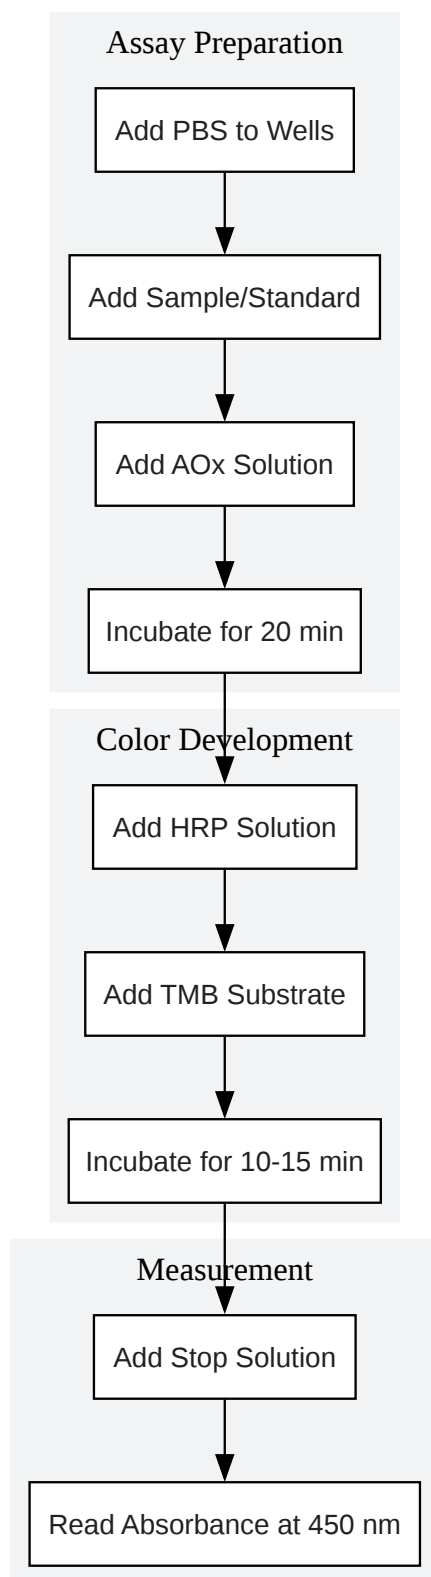 Assay Preparation
Add PBS to Wells
Add Sample/Standard
Add AOx Solution
Incubate for 20 min
Color Development
Add HRP Solution
Add TMB Substrate
Incubate for 10-15 min
Measurement
Add Stop Solution
Read Absorbance at 450 nm